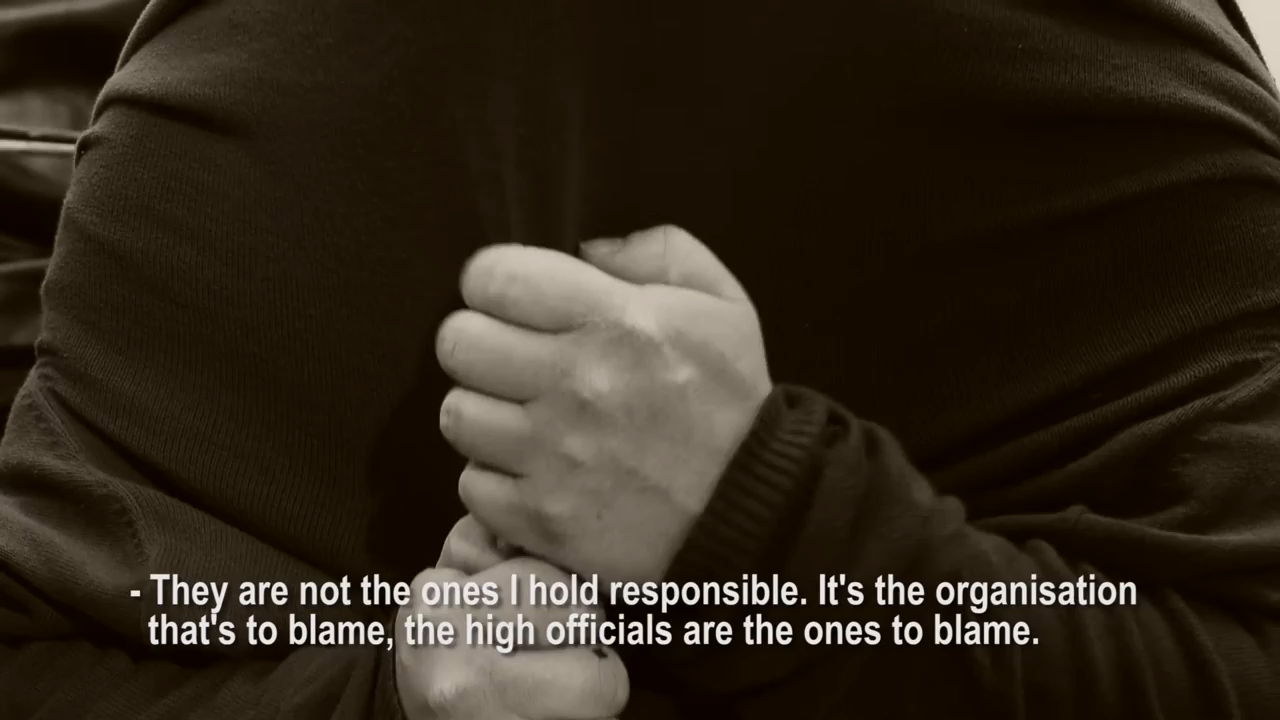 - They are not the ones I hold responsible. It's the organisation
that's to blame, the high officials are the ones to blame.